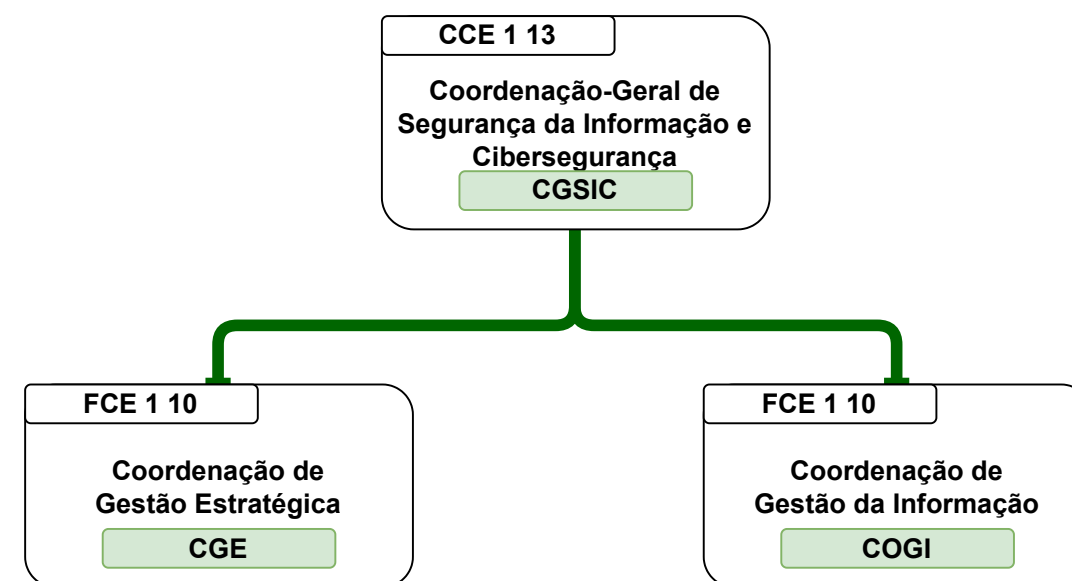 CCE 1 13
Coordenação-Geral de
Segurança da Informação e
Cibersegurança
CGSIC
FCE 1 10
Coordenação de
Gestão Estratégica
CGE
FCE 1 10
Coordenação de
Gestão da Informação
COGI